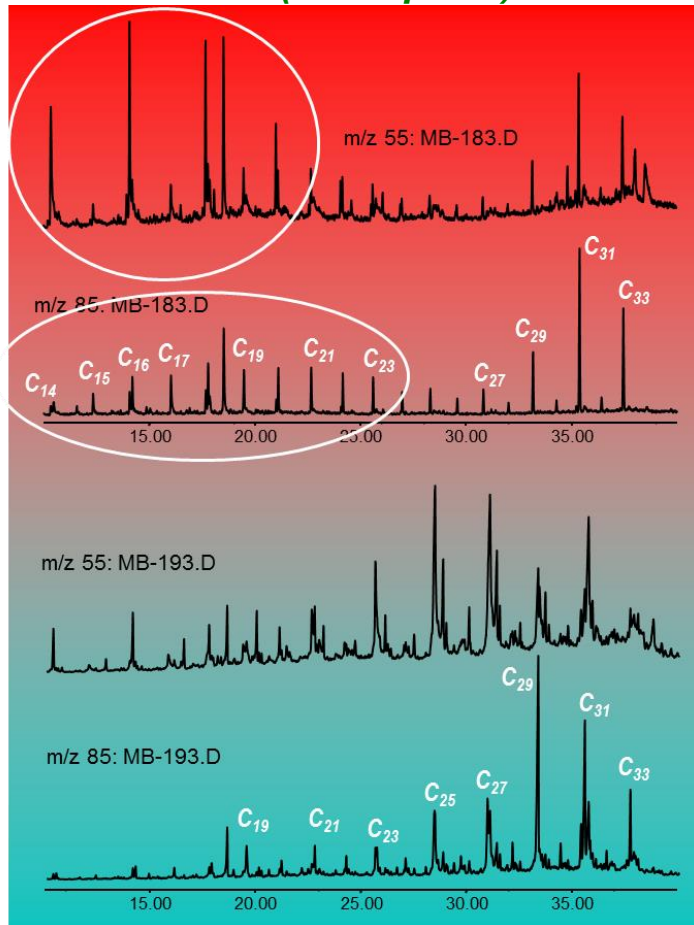 m/z 55: MB-183.D
C31
m/z 85: MB-183.D
C33
C29
C14 C15 C16 C17 C19 C21 C23 C27
15.00 20.00 25.00 30.00 35.00
m/z 55: MB-193.D
C29
C31
m/z 85: MB-193.D
C33
C25 C27
C19 C21 C23
15.00 20.00 25.00 30.00 35.00